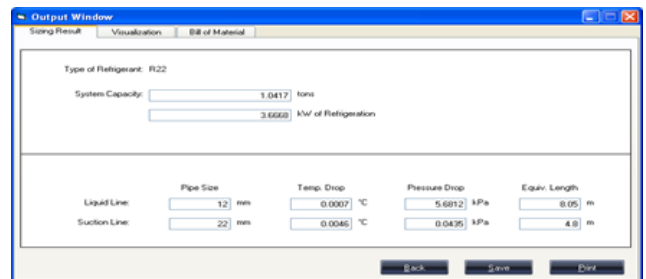 Output Window
Sizing Result Visualization Bill of Material
Type of Refrigerant: R22
System Capacity: 1.0417 tons
3.6668 kW of Refrigeration
Pipe Size Temp. Drop Pressure Drop Equiv. Length
Liquid Line: 12 mm 0.0007 °C 5.6812 kPa 8.05 m
Suction Line: 22 mm 0.0046 °C 0.0435 kPa 4.8 m
Back Save Print